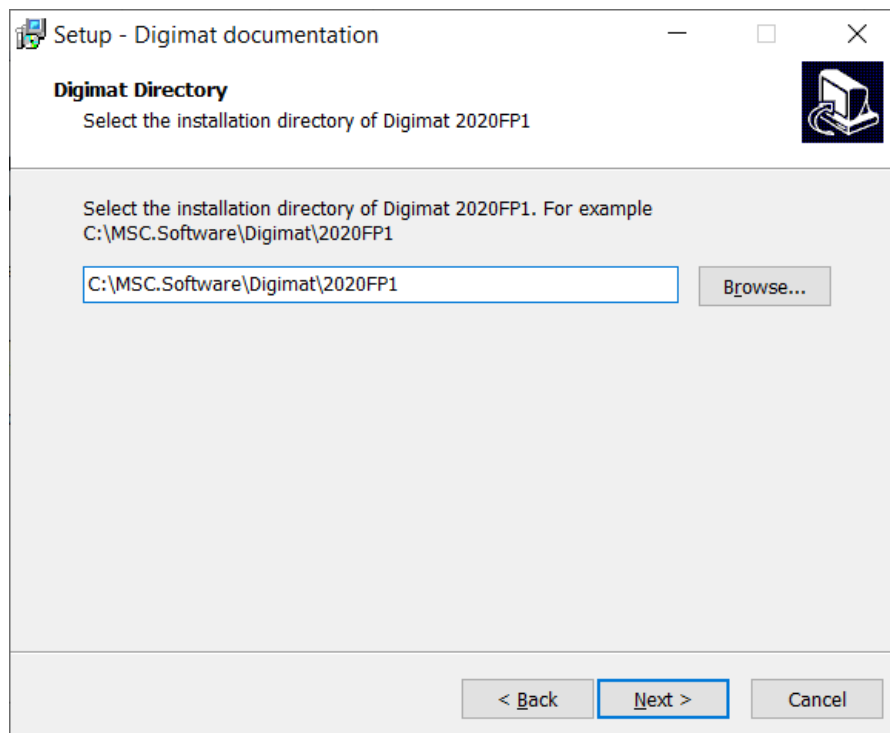 Setup - Digimat documentation
Digimat Directory
Select the installation directory of Digimat 2020FP1
Select the installation directory of Digimat 2020FP1. For example
C:\MSC.Software\Digimat\2020FP1
C:\MSC.Software\Digimat\2020FP1
Browse...
< Back
Next >
Cancel